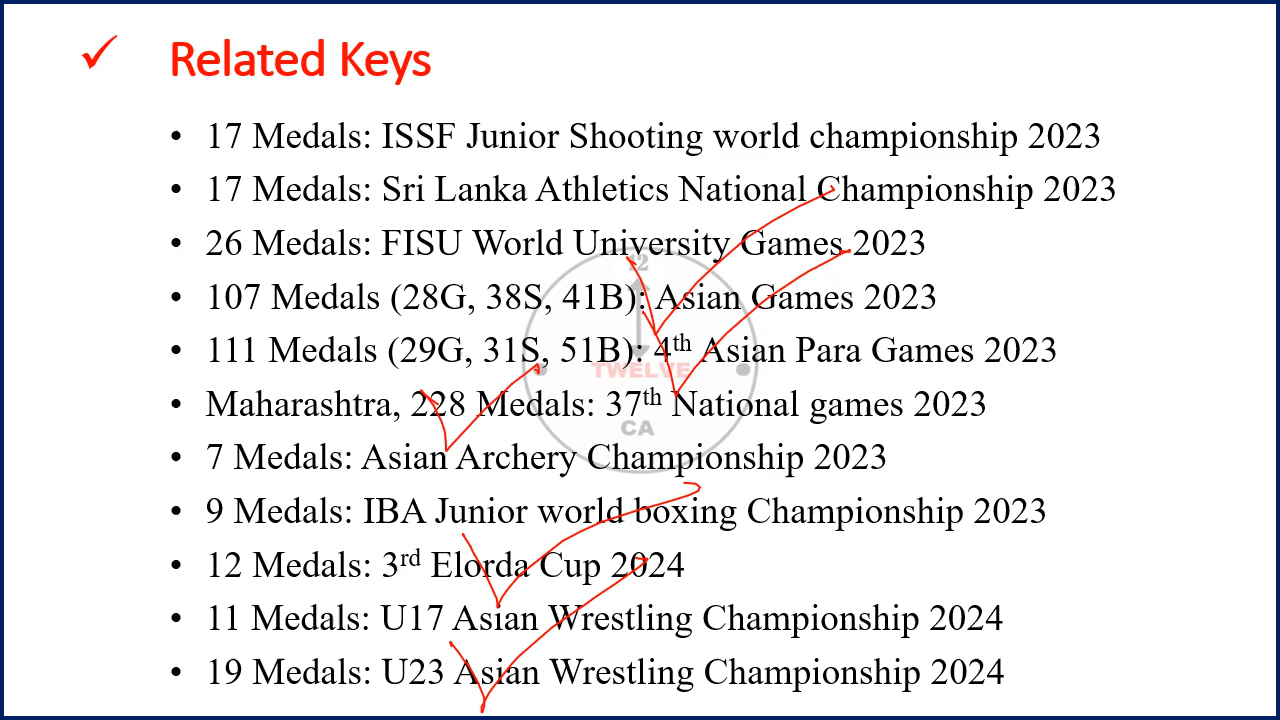 ✓ Related Keys
• 17 Medals: ISSF Junior Shooting world championship 2023
• 17 Medals: Sri Lanka Athletics National Championship 2023
• 26 Medals: FISU World University Games 2023
• 107 Medals (28G, 38S, 41B): Asian Games 2023
• 111 Medals (29G, 31S, 51B): 4th Asian Para Games 2023
• Maharashtra, 228 Medals: 37th National games 2023
• 7 Medals: Asian Archery Championship 2023
• 9 Medals: IBA Junior world boxing Championship 2023
• 12 Medals: 3rd Elorda Cup 2024
• 11 Medals: U17 Asian Wrestling Championship 2024
• 19 Medals: U23 Asian Wrestling Championship 2024
12
TWELVE
CA